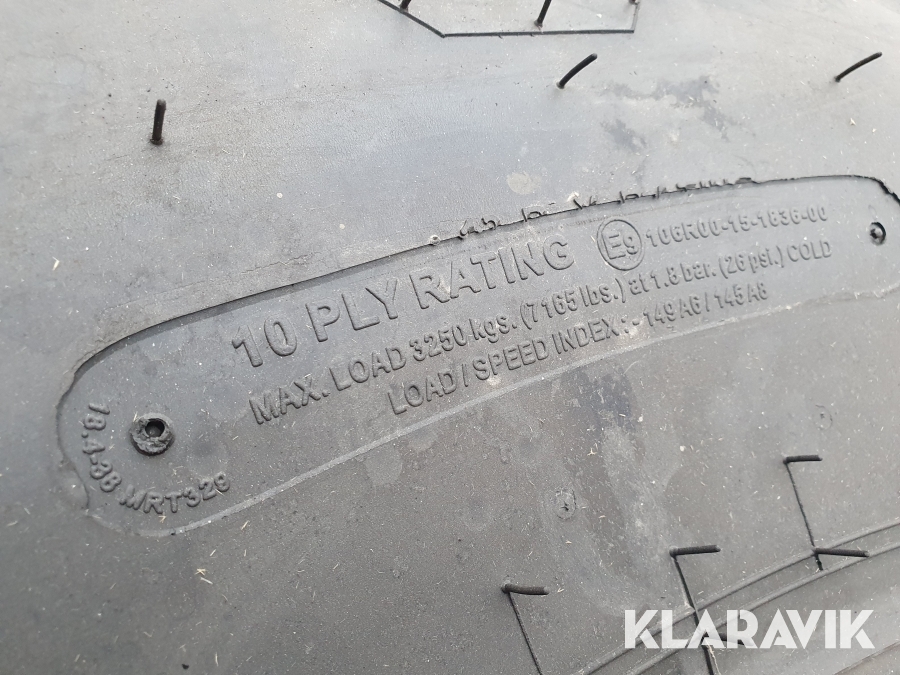 10 PLY RATING E9 106R00-15-1836-00
MAX. LOAD 3250 kgs. (7165 lbs.) at 1.8 bar. (26 psi.) COLD
LOAD / SPEED INDEX :- 149 A6 / 145 A8
18.4-38 MRT329
KLARAVIK